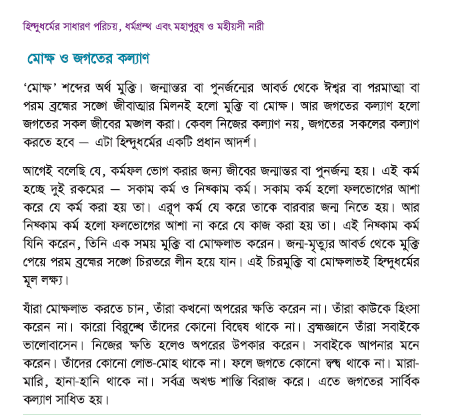 হিন্দুধর্মের সাধারণ পরিচয়, ধর্মগ্রন্থ এবং মহাপুরুষ ও মহীয়সী নারী
মোক্ষ ও জগতের কল্যাণ
‘মোক্ষ’ শব্দের অর্থ মুক্তি। জন্মান্তর বা পুনর্জন্মের আবর্ত থেকে ঈশ্বর বা পরমাত্মা বা
পরম ব্রহ্মের সঙ্গে জীবাত্মার মিলনই হলো মুক্তি বা মোক্ষ। আর জগতের কল্যাণ হলো
জগতের সকল জীবের মঙ্গল করা। কেবল নিজের কল্যাণ নয়, জগতের সকলের কল্যাণ
করতে হবে — এটা হিন্দুধর্মের একটি প্রধান আদর্শ।
আগেই বলেছি যে, কর্মফল ভোগ করার জন্য জীবের জন্মান্তর বা পুনর্জন্ম হয়। এই কর্ম
হচ্ছে দুই রকমের — সকাম কর্ম ও নিষ্কাম কর্ম। সকাম কর্ম হলো ফলভোগের আশা
করে যে কর্ম করা হয় তা। এরূপ কর্ম যে করে তাকে বারবার জন্ম নিতে হয়। আর
নিষ্কাম কর্ম হলো ফলভোগের আশা না করে যে কাজ করা হয় তা। এই নিষ্কাম কর্ম
যিনি করেন, তিনি এক সময় মুক্তি বা মোক্ষলাভ করেন। জন্ম-মৃত্যুর আবর্ত থেকে মুক্তি
পেয়ে পরম ব্রহ্মের সঙ্গে চিরতরে লীন হয়ে যান। এই চিরমুক্তি বা মোক্ষলাভই হিন্দুধর্মের
মূল লক্ষ্য।
যাঁরা মোক্ষলাভ করতে চান, তাঁরা কখনো অপরের ক্ষতি করেন না। তাঁরা কাউকে হিংসা
করেন না। কারো বিরুদ্ধে তাঁদের কোনো বিদ্বেষ থাকে না। ব্রহ্মজ্ঞানে তাঁরা সবাইকে
ভালোবাসেন। নিজের ক্ষতি হলেও অপরের উপকার করেন। সবাইকে আপনার মনে
করেন। তাঁদের কোনো লোভ-মোহ থাকে না। ফলে জগতে কোনো দ্বন্দ্ব থাকে না। মারা-
মারি, হানা-হানি থাকে না। সর্বত্র অখণ্ড শান্তি বিরাজ করে। এতে জগতের সার্বিক
কল্যাণ সাধিত হয়।